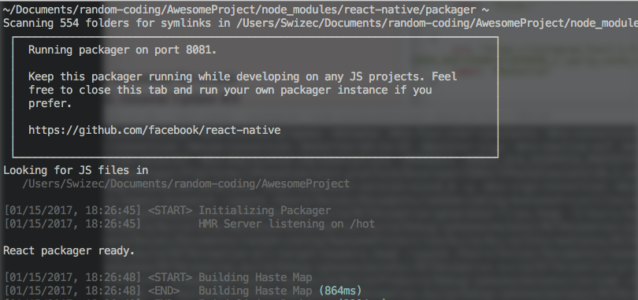 ~/Documents/random-coding/AwesomeProject/node_modules/react-native/packager ~
Scanning 554 folders for symlinks in /Users/Swizec/Documents/random-coding/AwesomeProject/node_module
Running packager on port 8081.
Keep this packager running while developing on any JS projects. Feel
free to close this tab and run your own packager instance if you
prefer.
https://github.com/facebook/react-native
Looking for JS files in
/Users/Swizec/Documents/random-coding/AwesomeProject
[01/15/2017, 18:26:45] <START> Initializing Packager
[01/15/2017, 18:26:45] HMR Server listening on /hot
React packager ready.
[01/15/2017, 18:26:48] <START> Building Haste Map
[01/15/2017, 18:26:48] <END> Building Haste Map (864ms)